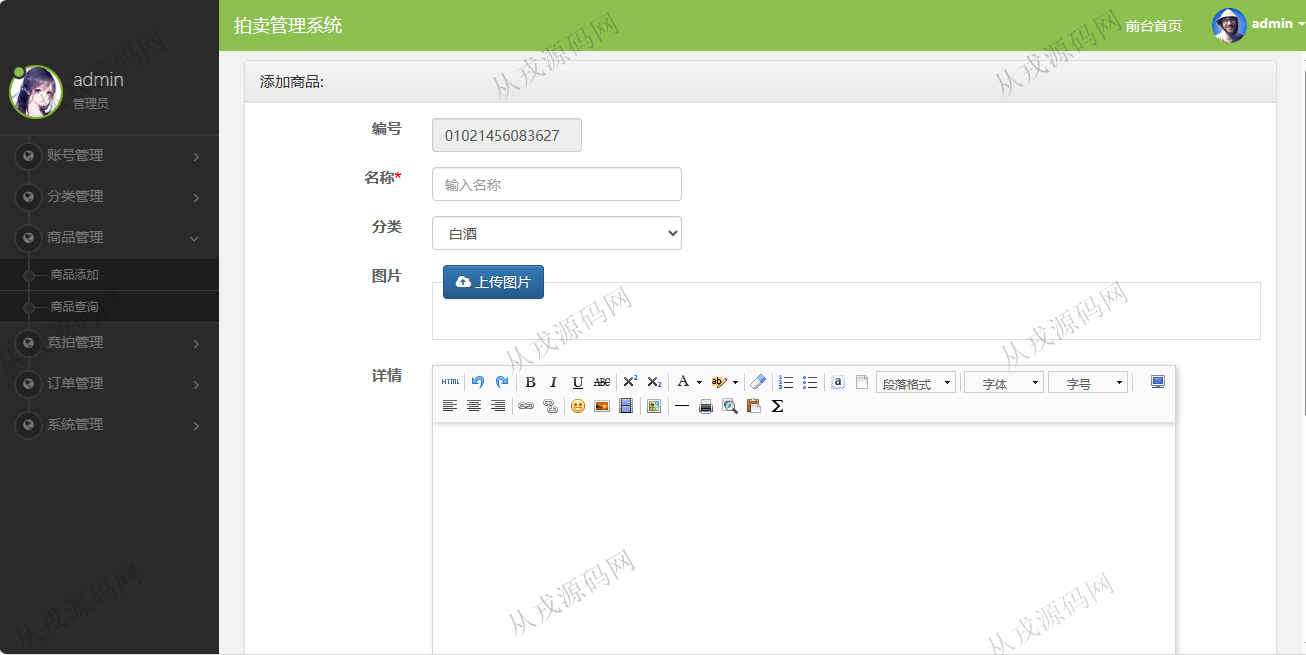 拍卖管理系统
前台首页
admin
admin
管理员
账号管理
分类管理
商品管理
商品添加
商品查询
竞拍管理
订单管理
系统管理
添加商品:
编号
01021456083627
名称*
输入名称
分类
白酒
图片
上传图片
详情
HTML
B I U ABC X² X₂ A ab a 段落格式 字体 字号
Σ
从戎源码网
从戎源码网
从戎源码网
从戎源码网
从戎源码网
从戎源码网
从戎源码网
从戎源码网
从戎源码网